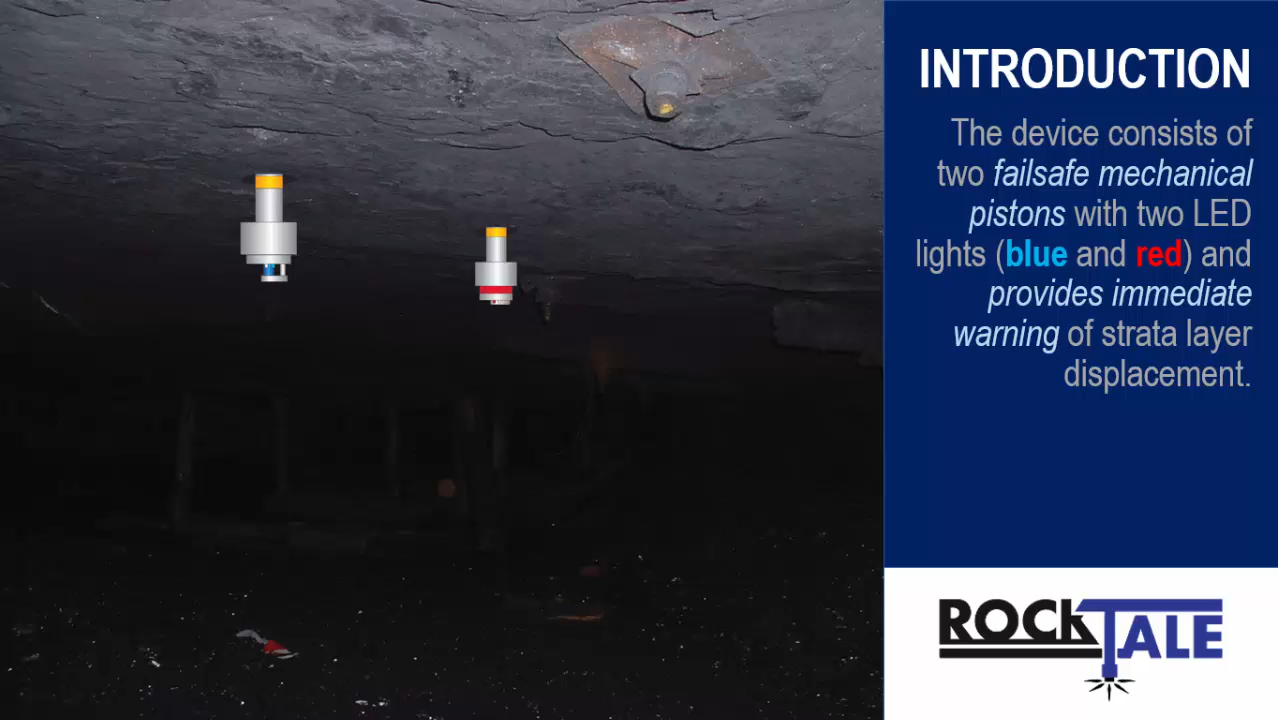 INTRODUCTION
The device consists of
two failsafe mechanical
pistons with two LED
lights (blue and red) and
provides immediate
warning of strata layer
displacement.
ROCKTALE